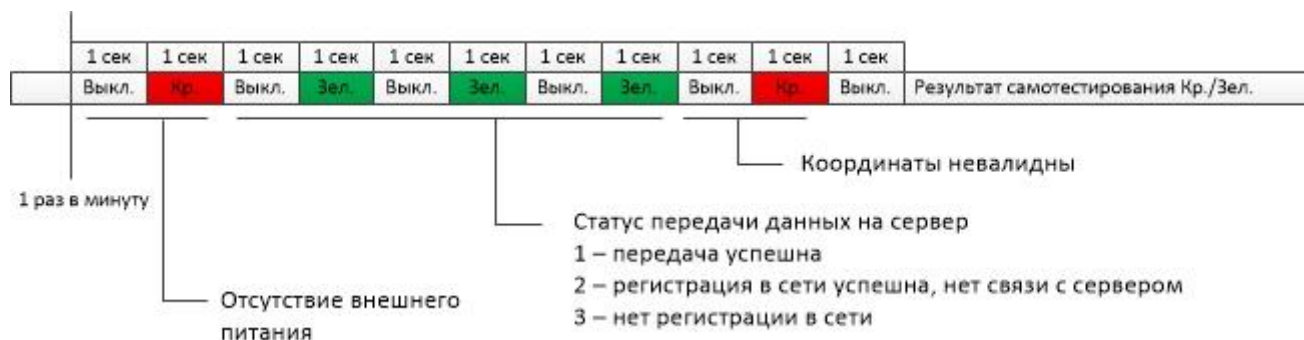 1 сек 1 сек 1 сек 1 сек 1 сек 1 сек 1 сек 1 сек 1 сек 1 сек
Выкл. Кр. Выкл. Зел. Выкл. Зел. Выкл. Зел. Выкл. Кр. Выкл. Результат самотестирования Кр./Зел.
Координаты невалидны
1 раз в минуту
Статус передачи данных на сервер
1 – передача успешна
2 – регистрация в сети успешна, нет связи с сервером
3 – нет регистрации в сети
Отсутствие внешнего
питания